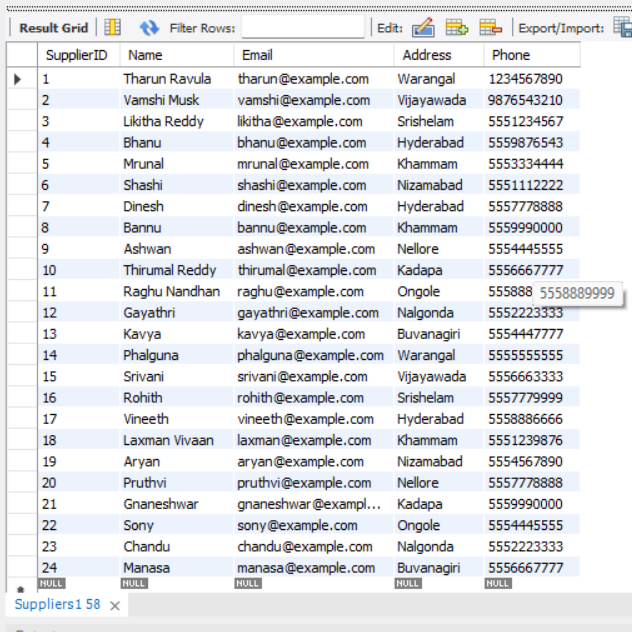 Result Grid Filter Rows: Edit: Export/Import:
SupplierID Name Email Address Phone
1 Tharun Ravula tharun@example.com Warangal 1234567890
2 Vamshi Musk vamshi@example.com Vijayawada 9876543210
3 Likitha Reddy likitha@example.com Srishelam 5551234567
4 Bhanu bhanu@example.com Hyderabad 5559876543
5 Mrunal mrunal@example.com Khammam 5553334444
6 Shashi shashi@example.com Nizamabad 5551112222
7 Dinesh dinesh@example.com Hyderabad 5557778888
8 Bannu bannu@example.com Khammam 5559990000
9 Ashwan ashwan@example.com Nellore 5554445555
10 Thirumal Reddy thirumal@example.com Kadapa 5556667777
11 Raghu Nandhan raghu@example.com Ongole 555888 5558889999
12 Gayathri gayathri@example.com Nalgonda 5552223333
13 Kavya kavya@example.com Buvanagiri 5554447777
14 Phalguna phalguna@example.com Warangal 5555555555
15 Srivani srivani@example.com Vijayawada 5556663333
16 Rohith rohith@example.com Srishelam 5557779999
17 Vineeth vineeth@example.com Hyderabad 5558886666
18 Laxman Vivaan laxman@example.com Khammam 5551239876
19 Aryan aryan@example.com Nizamabad 5554567890
20 Pruthvi pruthvi@example.com Nellore 5557778888
21 Gnaneshwar gnaneshwar@exampl... Kadapa 5559990000
22 Sony sony@example.com Ongole 5554445555
23 Chandu chandu@example.com Nalgonda 5552223333
24 Manasa manasa@example.com Buvanagiri 5556667777
NULL NULL NULL NULL NULL
Suppliers1 58